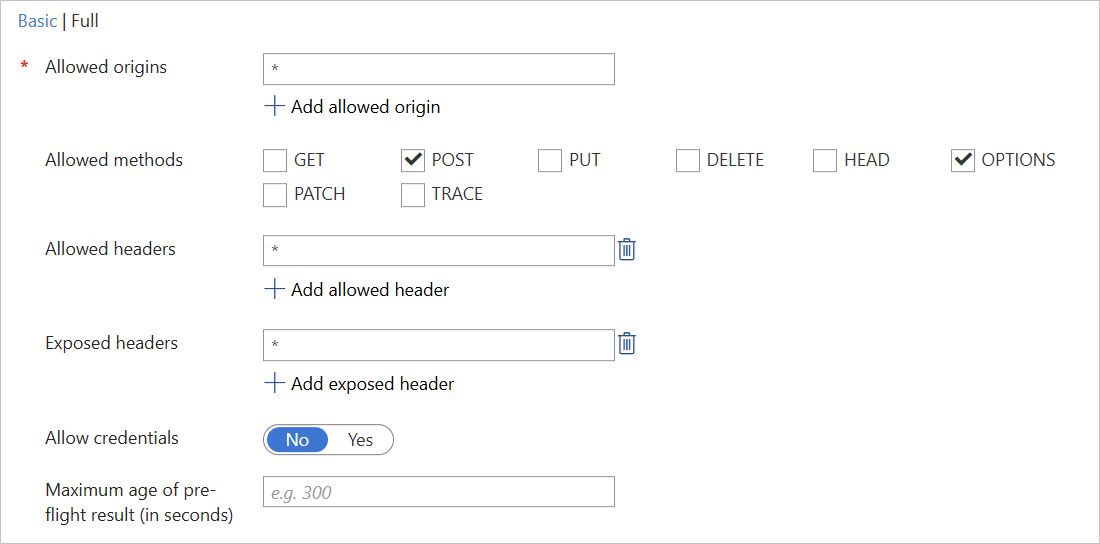 Basic | Full
* Allowed origins
*
Add allowed origin
Allowed methods
GET POST PUT DELETE HEAD OPTIONS
PATCH TRACE
Allowed headers
*
Add allowed header
Exposed headers
*
Add exposed header
Allow credentials
No Yes
Maximum age of pre-
flight result (in seconds)
e.g. 300